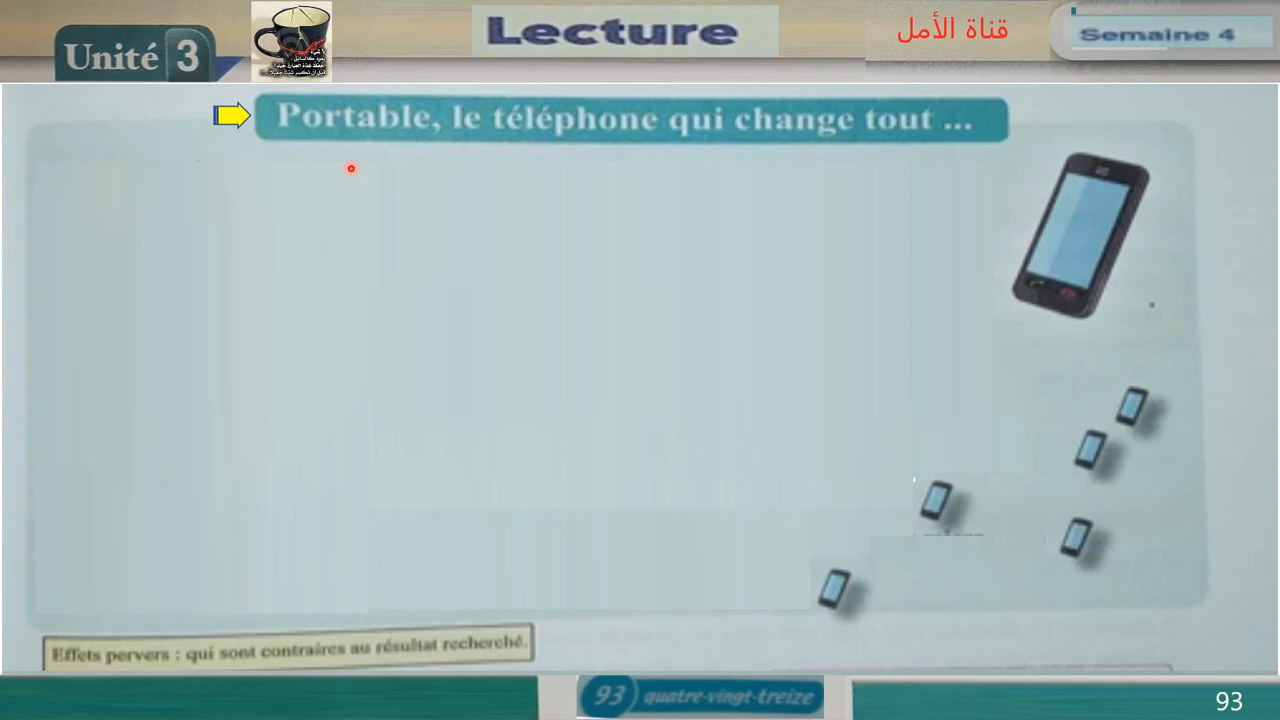 Unité 3
Lecture
قناة الأمل
Semaine 4
Portable, le téléphone qui change tout ...
Effets pervers : qui sont contraires au résultat recherché.
93 quatre-vingt-treize
93